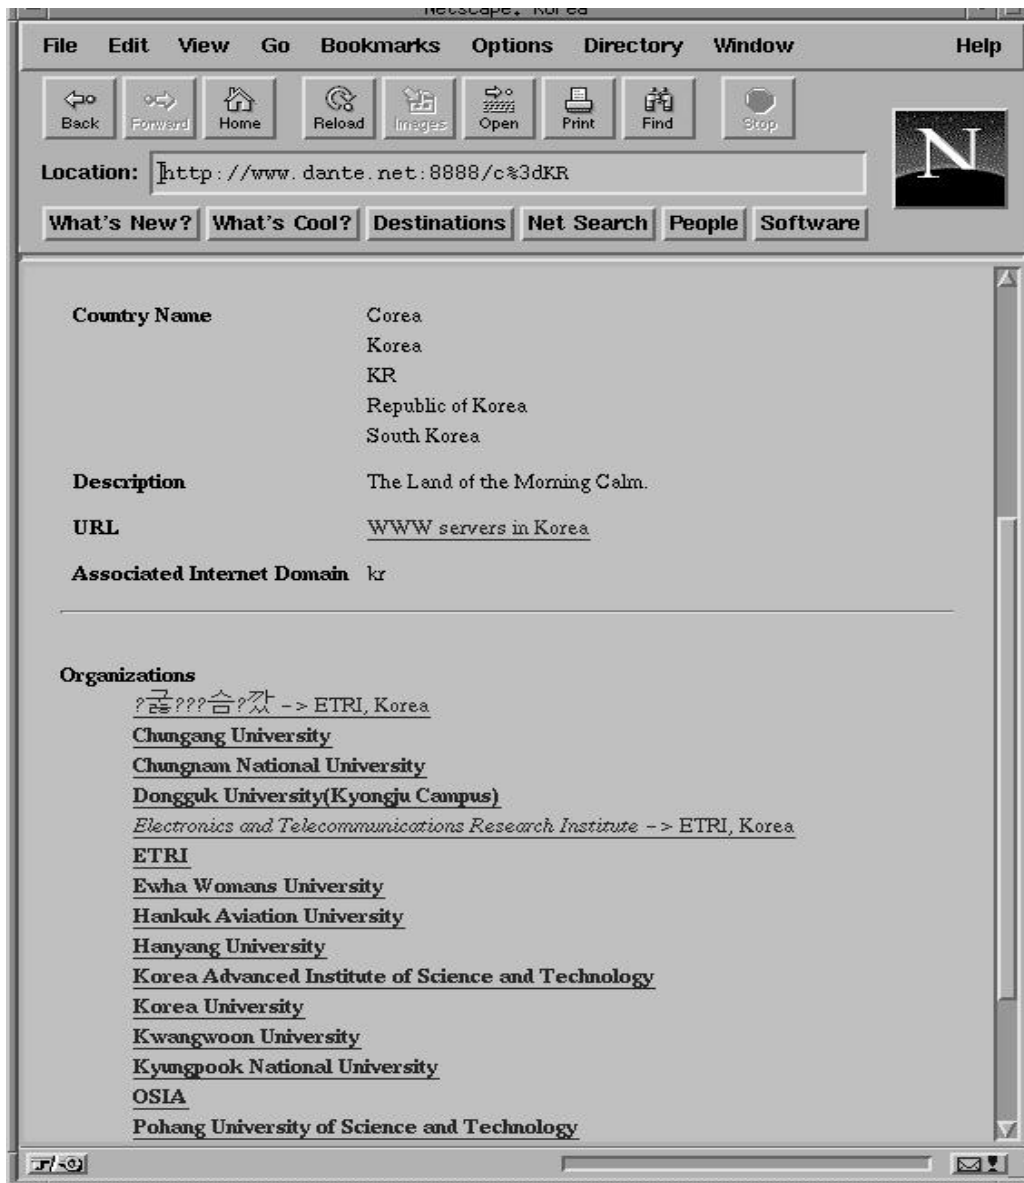 Netscape: Korea
File Edit View Go Bookmarks Options Directory Window Help
Back Forward Home Reload Images Open Print Find Stop
N
Location: http://www.dante.net:8888/c%3dKR
What's New? What's Cool? Destinations Net Search People Software
Country Name Corea
Korea
KR
Republic of Korea
South Korea
Description The Land of the Morning Calm.
URL WWW servers in Korea
Associated Internet Domain kr
Organizations
?굻???습?깠 -> ETRI, Korea
Chungang University
Chungnam National University
Dongguk University(Kyongju Campus)
Electronics and Telecommunications Research Institute -> ETRI, Korea
ETRI
Ewha Womans University
Hankuk Aviation University
Hanyang University
Korea Advanced Institute of Science and Technology
Korea University
Kwangwoon University
Kyungpook National University
OSIA
Pohang University of Science and Technology